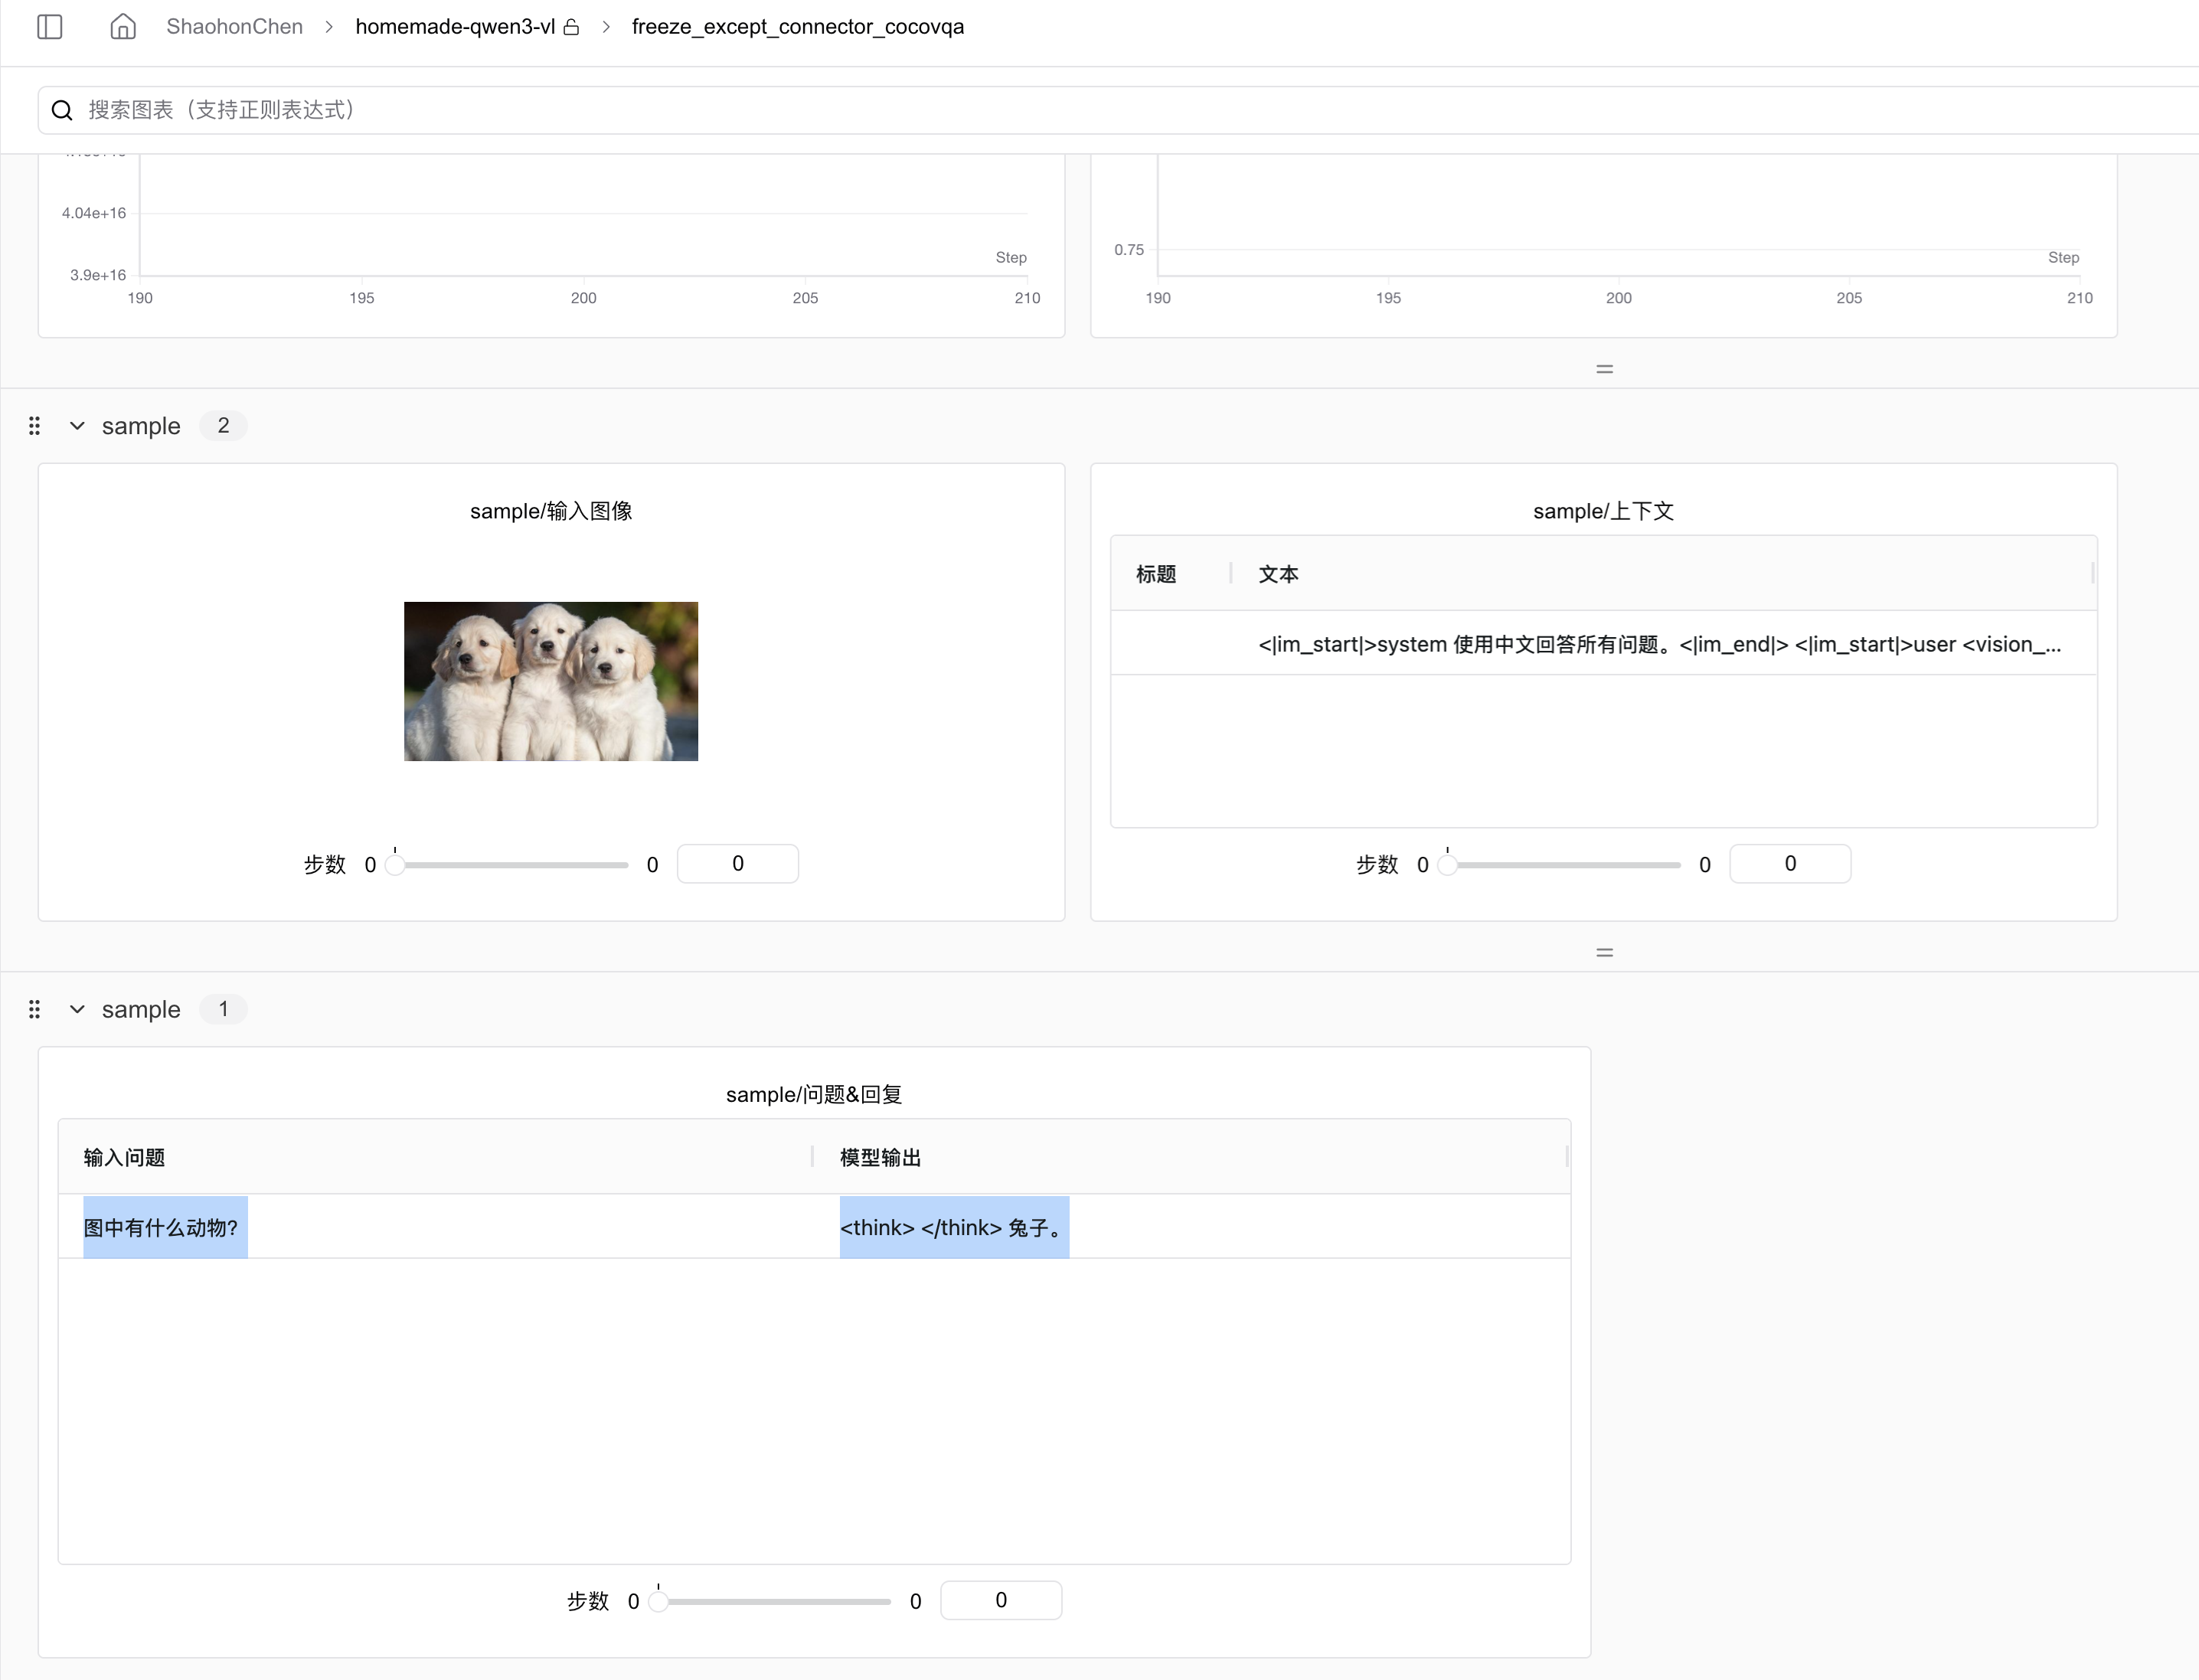 ShaohonChen > homemade-qwen3-vl > freeze_except_connector_cocovqa
搜索图表（支持正则表达式）
4.04e+16
3.9e+16
Step
190 195 200 205 210
0.75
Step
190 195 200 205 210
sample 2
sample/输入图像
步数 0 0 0
sample/上下文
标题 文本
<|im_start|>system 使用中文回答所有问题。<|im_end|> <|im_start|>user <vision_...
步数 0 0 0
sample 1
sample/问题&回复
输入问题 模型输出
图中有什么动物? <think> </think> 兔子。
步数 0 0 0